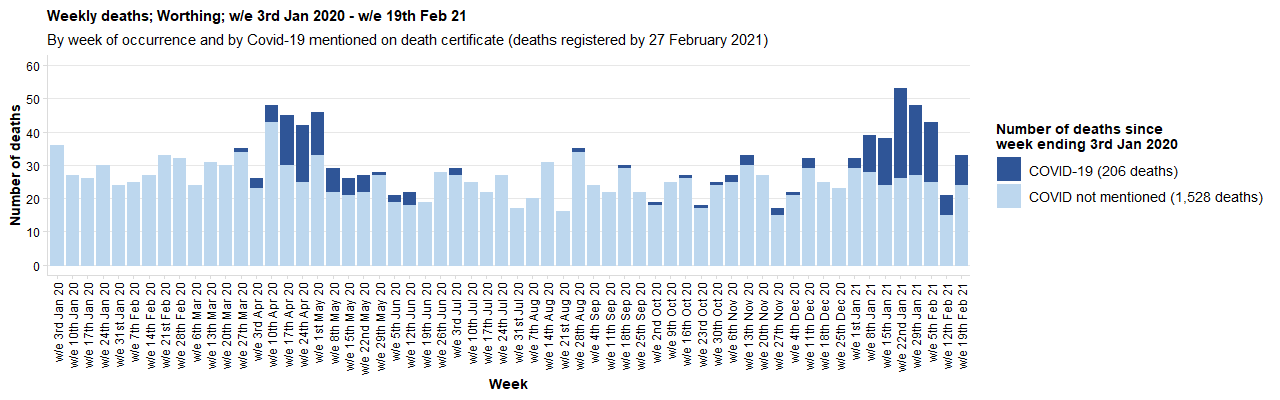 Weekly deaths; Worthing; w/e 3rd Jan 2020 - w/e 19th Feb 21
By week of occurrence and by Covid-19 mentioned on death certificate (deaths registered by 27 February 2021)
Number of deaths
60
50
40
30
20
10
0
w/e 3rd Jan 20
w/e 10th Jan 20
w/e 17th Jan 20
w/e 24th Jan 20
w/e 31st Jan 20
w/e 7th Feb 20
w/e 14th Feb 20
w/e 21st Feb 20
w/e 28th Feb 20
w/e 6th Mar 20
w/e 13th Mar 20
w/e 20th Mar 20
w/e 27th Mar 20
w/e 3rd Apr 20
w/e 10th Apr 20
w/e 17th Apr 20
w/e 24th Apr 20
w/e 1st May 20
w/e 8th May 20
w/e 15th May 20
w/e 22nd May 20
w/e 29th May 20
w/e 5th Jun 20
w/e 12th Jun 20
w/e 19th Jun 20
w/e 26th Jun 20
w/e 3rd Jul 20
w/e 10th Jul 20
w/e 17th Jul 20
w/e 24th Jul 20
w/e 31st Jul 20
w/e 7th Aug 20
w/e 14th Aug 20
w/e 21st Aug 20
w/e 28th Aug 20
w/e 4th Sep 20
w/e 11th Sep 20
w/e 18th Sep 20
w/e 25th Sep 20
w/e 2nd Oct 20
w/e 9th Oct 20
w/e 16th Oct 20
w/e 23rd Oct 20
w/e 30th Oct 20
w/e 6th Nov 20
w/e 13th Nov 20
w/e 20th Nov 20
w/e 27th Nov 20
w/e 4th Dec 20
w/e 11th Dec 20
w/e 18th Dec 20
w/e 25th Dec 20
w/e 1st Jan 21
w/e 8th Jan 21
w/e 15th Jan 21
w/e 22nd Jan 21
w/e 29th Jan 21
w/e 5th Feb 21
w/e 12th Feb 21
w/e 19th Feb 21
Week
Number of deaths since
week ending 3rd Jan 2020
COVID-19 (206 deaths)
COVID not mentioned (1,528 deaths)